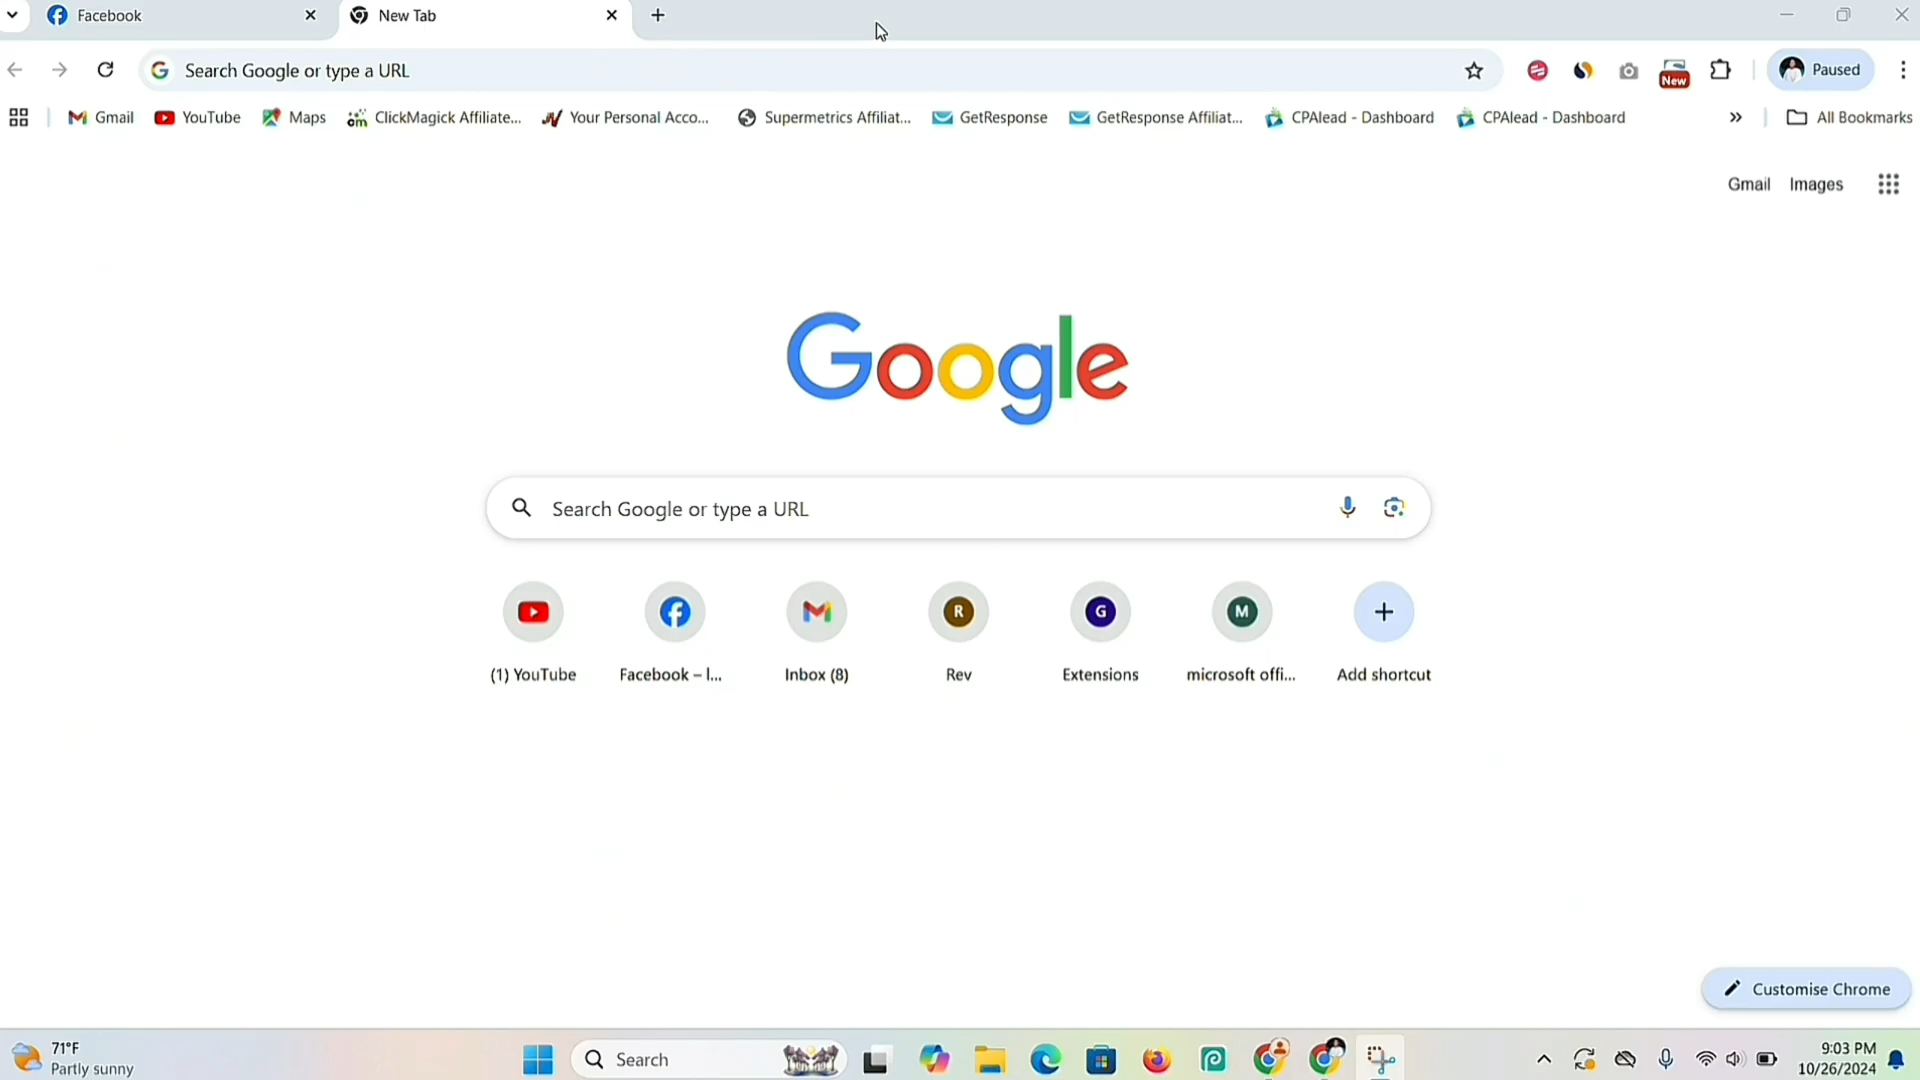 Facebook
New Tab
Search Google or type a URL
New
Paused
Gmail
YouTube
Maps
ClickMagick Affiliate...
Your Personal Acco...
Supermetrics Affiliat...
GetResponse
GetResponse Affiliat...
CPAlead - Dashboard
CPAlead - Dashboard
All Bookmarks
Gmail
Images
Google
Search Google or type a URL
R
G
M
(1) YouTube
Facebook – l...
Inbox (8)
Rev
Extensions
microsoft offi...
Add shortcut
Customise Chrome
71°F
Partly sunny
Search
9:03 PM
10/26/2024